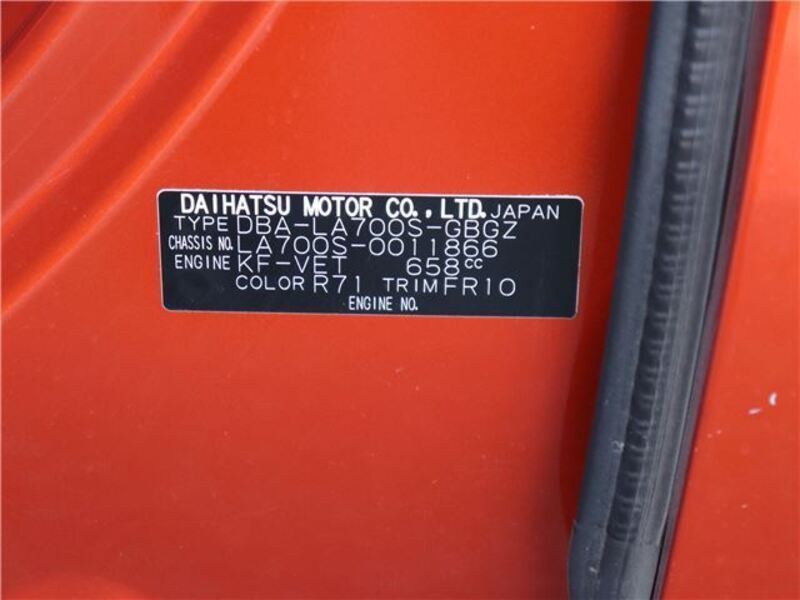 DAIHATSU MOTOR CO., LTD. JAPAN
TYPE DBA-LA700S-GBGZ
CHASSIS NO. LA700S-0011866
ENGINE KF-VET 658cc
COLOR R71 TRIM FR10
ENGINE NO.